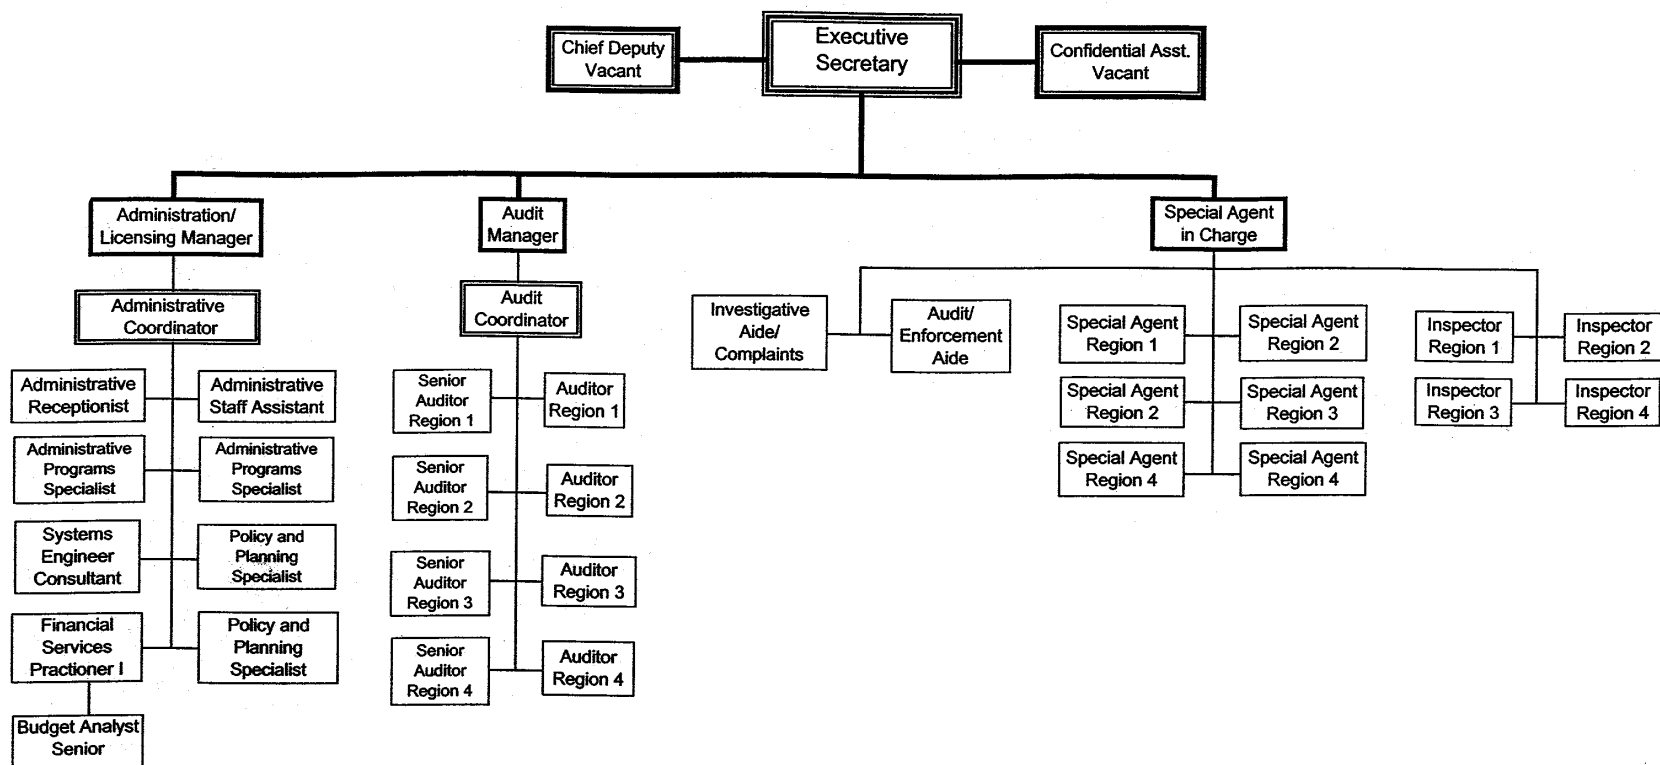 Chief Deputy
Vacant
Executive
Secretary
Confidential Asst.
Vacant
Administration/
Licensing Manager
Audit
Manager
Special Agent
in Charge
Administrative
Coordinator
Audit
Coordinator
Investigative
Aide/
Complaints
Audit/
Enforcement
Aide
Special Agent
Region 1
Special Agent
Region 2
Inspector
Region 1
Inspector
Region 2
Administrative
Receptionist
Administrative
Staff Assistant
Senior
Auditor
Region 1
Auditor
Region 1
Special Agent
Region 2
Special Agent
Region 3
Inspector
Region 3
Inspector
Region 4
Administrative
Programs
Specialist
Administrative
Programs
Specialist
Senior
Auditor
Region 2
Auditor
Region 2
Special Agent
Region 4
Special Agent
Region 4
Systems
Engineer
Consultant
Policy and
Planning
Specialist
Senior
Auditor
Region 3
Auditor
Region 3
Financial
Services
Practioner I
Policy and
Planning
Specialist
Senior
Auditor
Region 4
Auditor
Region 4
Budget Analyst
Senior